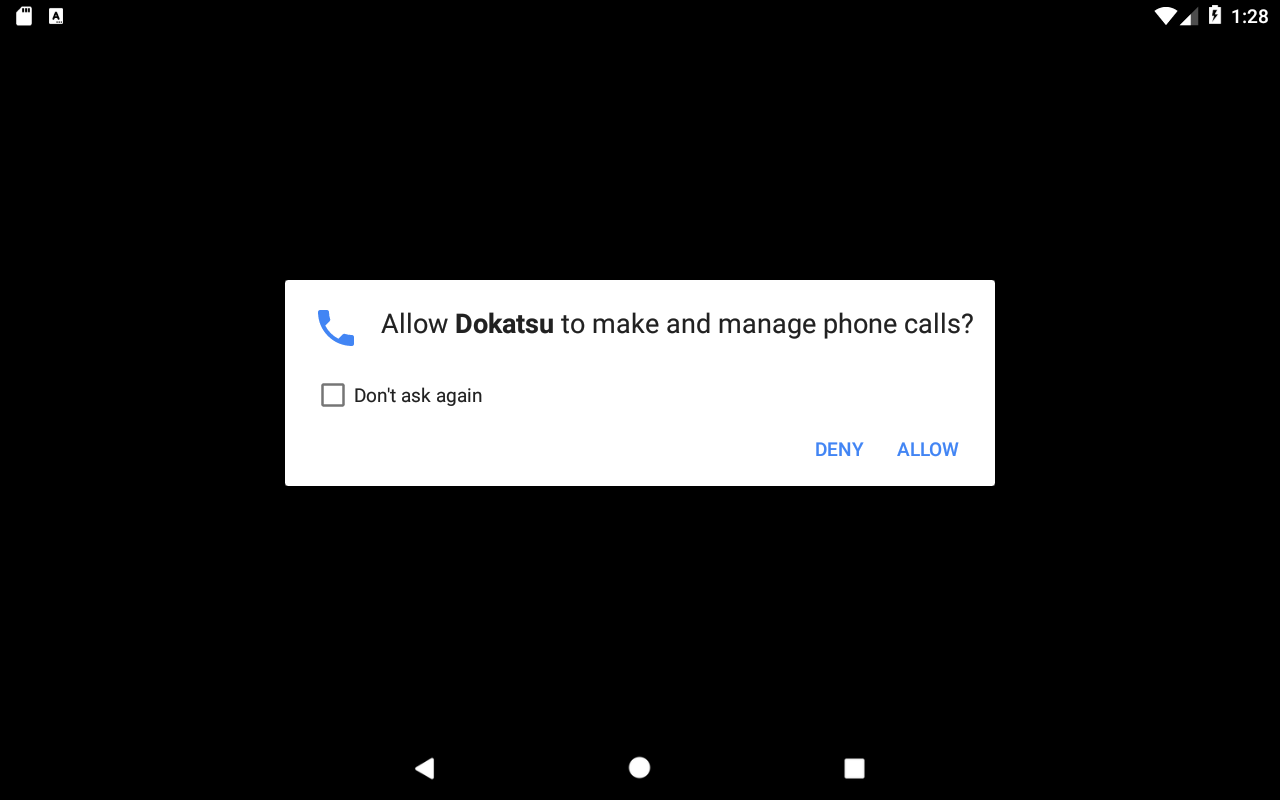 1:28
Allow Dokatsu to make and manage phone calls?
Don't ask again
DENY ALLOW